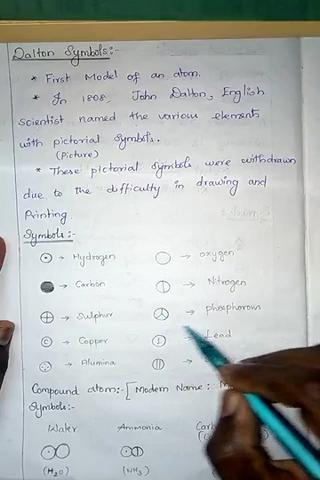 Dalton Symbols:-
* First Model of an atom.
* In 1808, John Dalton, English
scientist named the various elements
with pictorial symbols.
(Picture)
* These pictorial symbols were withdrawn
due to the difficulty in drawing and
Printing.
Symbols:-
→ Hydrogen → oxygen
→ Carbon → Nitrogen
→ Sulphur → phosphorous
C → Copper L → Lead
→ Alumina →
Compound atom:- [Modern Name:
Symbols:-
Water Ammonia
(H2O) (NH3)